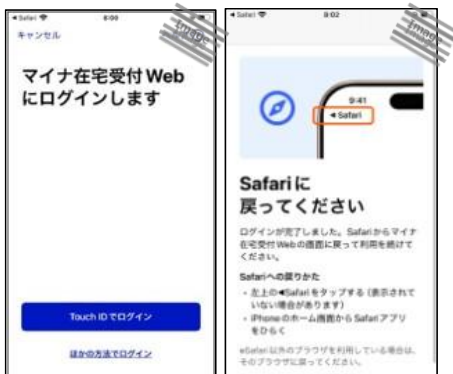 ◀Safari
8:00
キャンセル
Image
マイナ在宅受付Web
にログインします
Touch IDでログイン
ほかの方法でログイン
◀Safari
9:02
Image
9:41
◀Safari
Safariに
戻ってください
ログインが完了しました。Safariからマイナ
在宅受付Webの画面に戻って利用を続けて
ください。
Safariへの戻りかた
・左上の◀Safariをタップする（表示されて
いない場合があります）
・iPhoneのホーム画面からSafariアプリ
をひらく
※Safari以外のブラウザを利用している場合は、
そのブラウザに戻ってください。